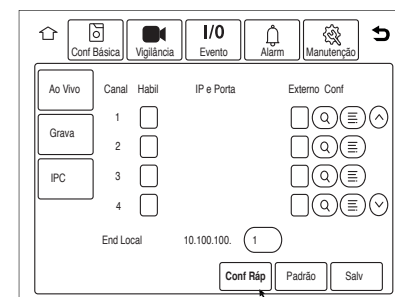 Conf Básica
Vigilância
I/0
Evento
Alarm
Manutenção
Ao Vivo
Grava
IPC
Canal Habil IP e Porta Externo Conf
1
2
3
4
End Local 10.100.100. 1
Conf Ráp Padrão Salv